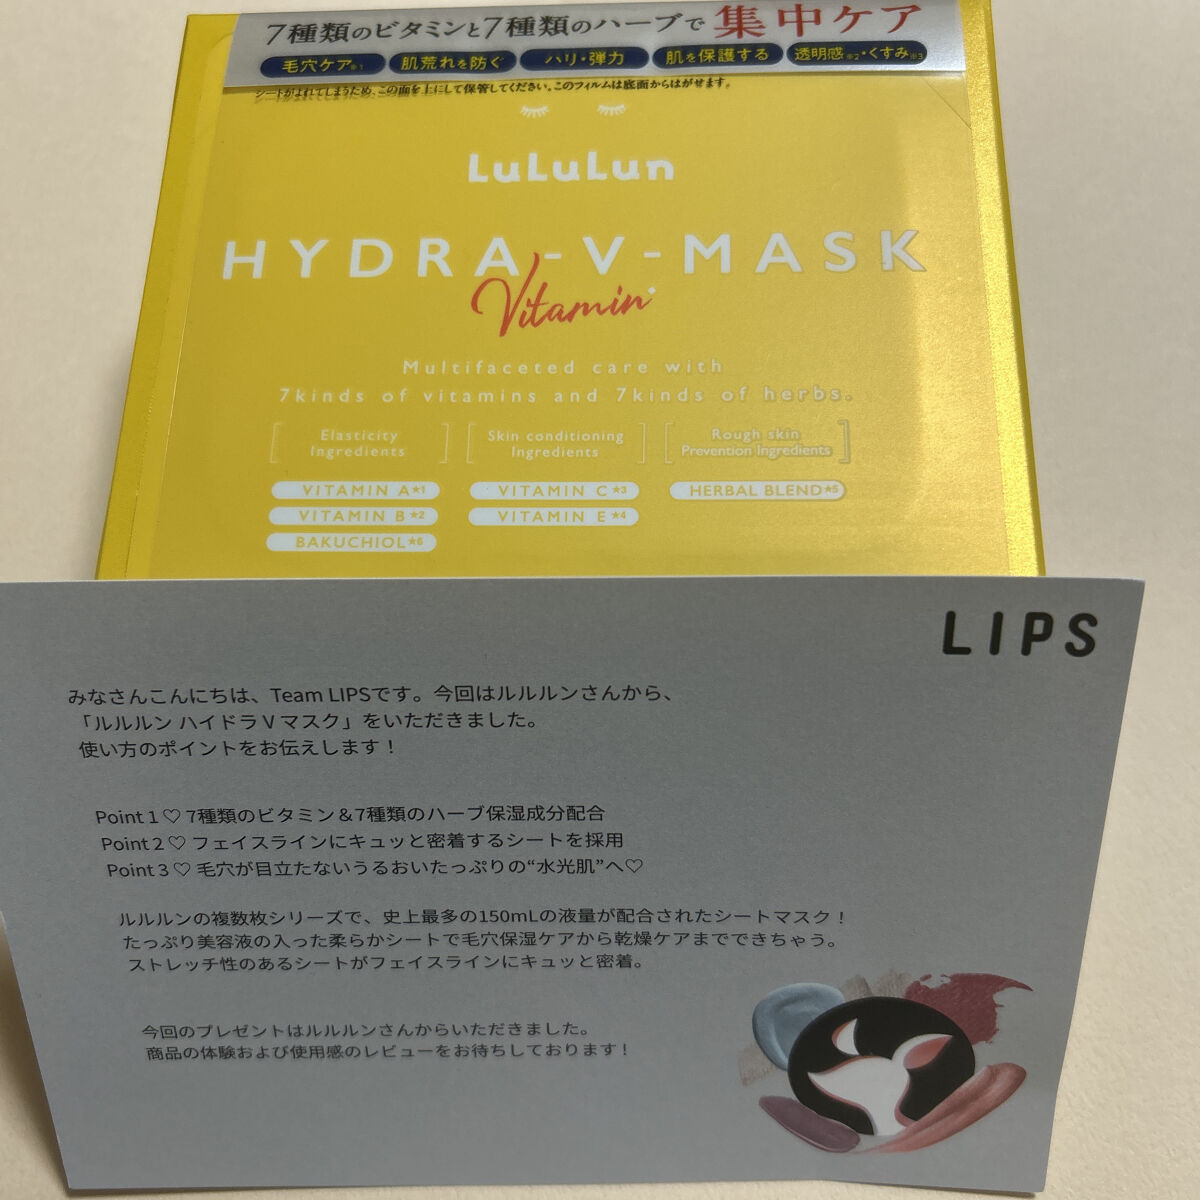 7種類のビタミンと7種類のハーブで 集中ケア
毛穴ケア※1 肌荒れを防ぐ ハリ・弾力 肌を保護する 透明感※2・くすみ※3
シートがよれてしまうため、この面を上にして保管してください。このフィルムは底面からはがせます。
LuLuLun
HYDRA-V-MASK
Vitamin
Multifaceted care with
7kinds of vitamins and 7kinds of herbs.
Elasticity Ingredients
Skin conditioning Ingredients
Rough skin Prevention Ingredients
VITAMIN A★1 VITAMIN C★3 HERBAL BLEND★5
VITAMIN B★2 VITAMIN E★4
BAKUCHIOL★6
LIPS
みなさんこんにちは、Team LIPSです。今回はルルルンさんから、
「ルルルン ハイドラ V マスク」をいただきました。
使い方のポイントをお伝えします！
Point 1♡ 7種類のビタミン＆7種類のハーブ保湿成分配合
Point 2♡ フェイスラインにキュッと密着するシートを採用
Point 3♡ 毛穴が目立たないうるおいたっぷりの“水光肌”へ♡
ルルルンの複数枚シリーズで、史上最多の150mLの液量が配合されたシートマスク！
たっぷり美容液の入った柔らかシートで毛穴保湿ケアから乾燥ケアまでできちゃう。
ストレッチ性のあるシートがフェイスラインにキュッと密着。
今回のプレゼントはルルルンさんからいただきました。
商品の体験および使用感のレビューをお待ちしております！